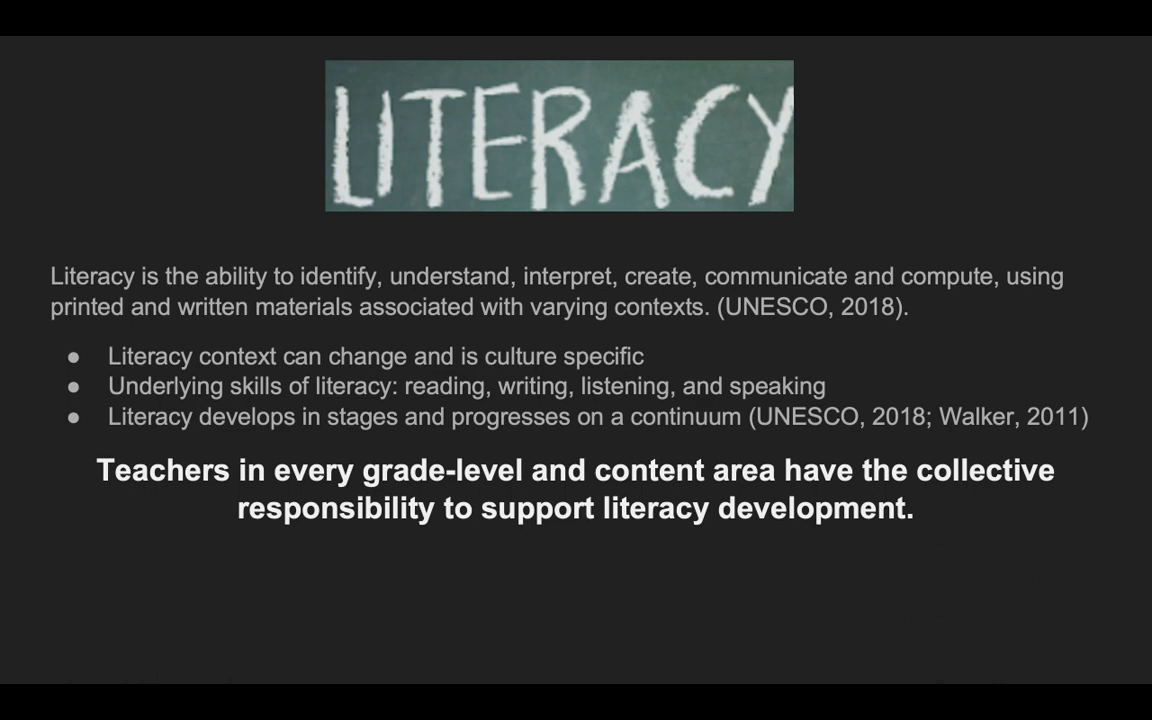 LITERACY
Literacy is the ability to identify, understand, interpret, create, communicate and compute, using
printed and written materials associated with varying contexts. (UNESCO, 2018).
● Literacy context can change and is culture specific
● Underlying skills of literacy: reading, writing, listening, and speaking
● Literacy develops in stages and progresses on a continuum (UNESCO, 2018; Walker, 2011)
Teachers in every grade-level and content area have the collective
responsibility to support literacy development.